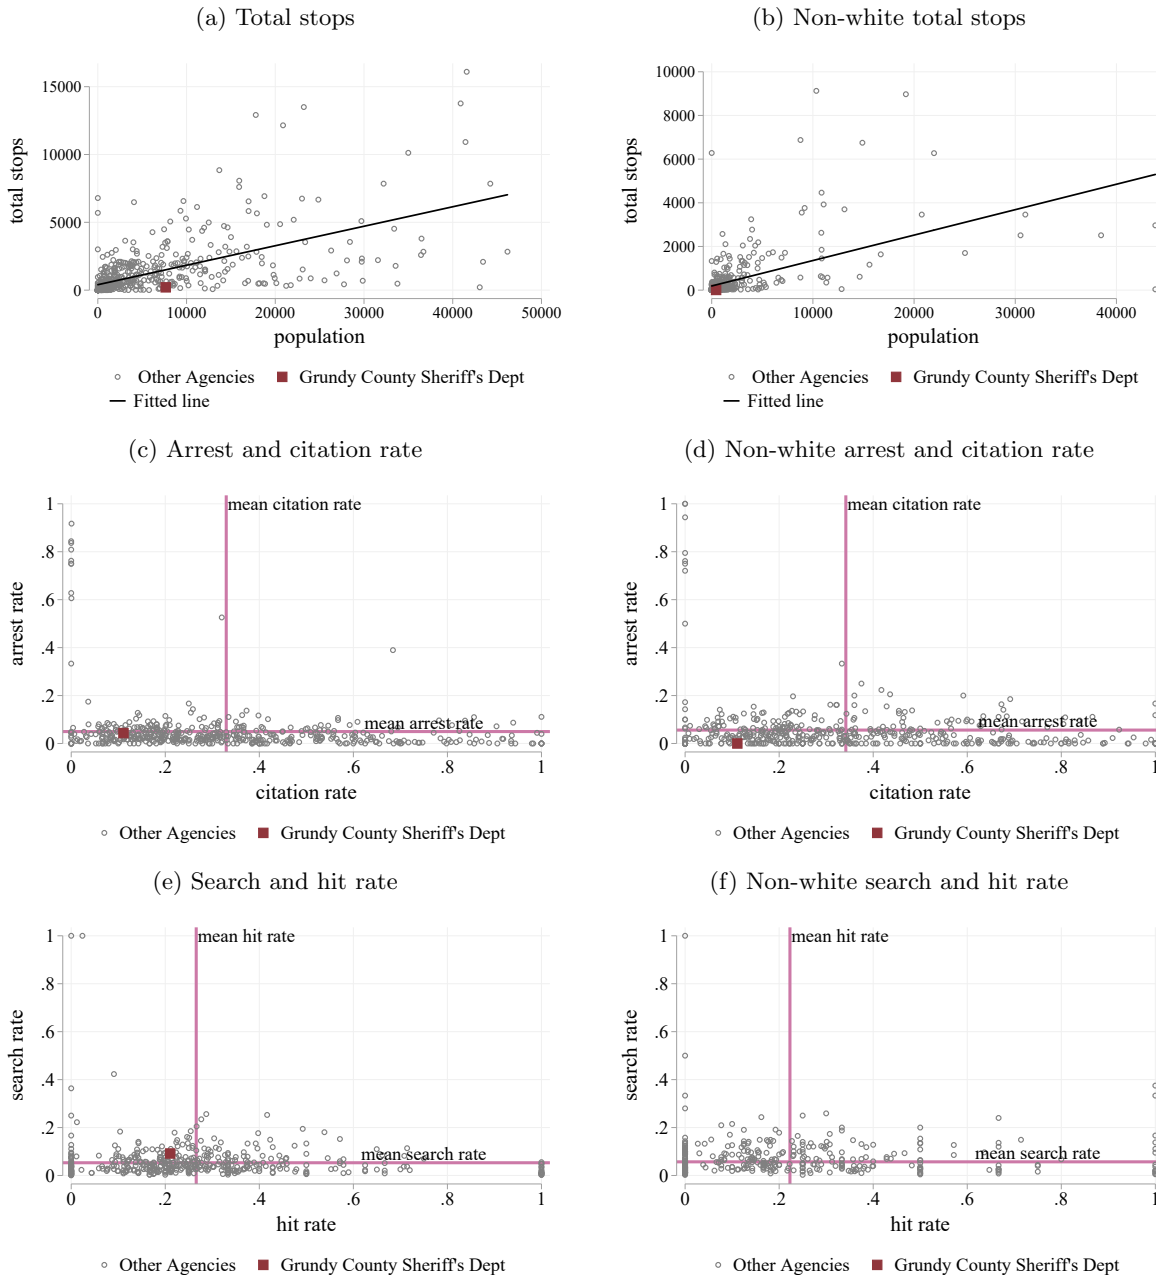 (a) Total stops
(b) Non-white total stops
total stops
15000
10000
5000
0
0 10000 20000 30000 40000 50000
population
○ Other Agencies ■ Grundy County Sheriff's Dept
— Fitted line
total stops
10000
8000
6000
4000
2000
0
0 10000 20000 30000 40000
population
○ Other Agencies ■ Grundy County Sheriff's Dept
— Fitted line
(c) Arrest and citation rate
(d) Non-white arrest and citation rate
arrest rate
1
.8
.6
.4
.2
0
mean citation rate
mean arrest rate
0 .2 .4 .6 .8 1
citation rate
○ Other Agencies ■ Grundy County Sheriff's Dept
arrest rate
1
.8
.6
.4
.2
0
mean citation rate
mean arrest rate
0 .2 .4 .6 .8 1
citation rate
○ Other Agencies ■ Grundy County Sheriff's Dept
(e) Search and hit rate
(f) Non-white search and hit rate
search rate
1
.8
.6
.4
.2
0
mean hit rate
mean search rate
0 .2 .4 .6 .8 1
hit rate
○ Other Agencies ■ Grundy County Sheriff's Dept
search rate
1
.8
.6
.4
.2
0
mean hit rate
mean search rate
0 .2 .4 .6 .8 1
hit rate
○ Other Agencies ■ Grundy County Sheriff's Dept